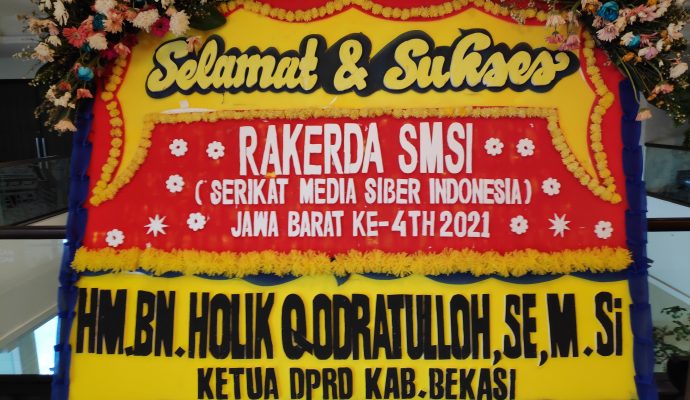 Selamat & Sukses
RAKERDA SMSI
( SERIKAT MEDIA SIBER INDONESIA)
JAWA BARAT KE-4TH 2021
HM.BN.HOLIK QODRATULLOH,SE,M.Si
KETUA DPRD KAB.BEKASI